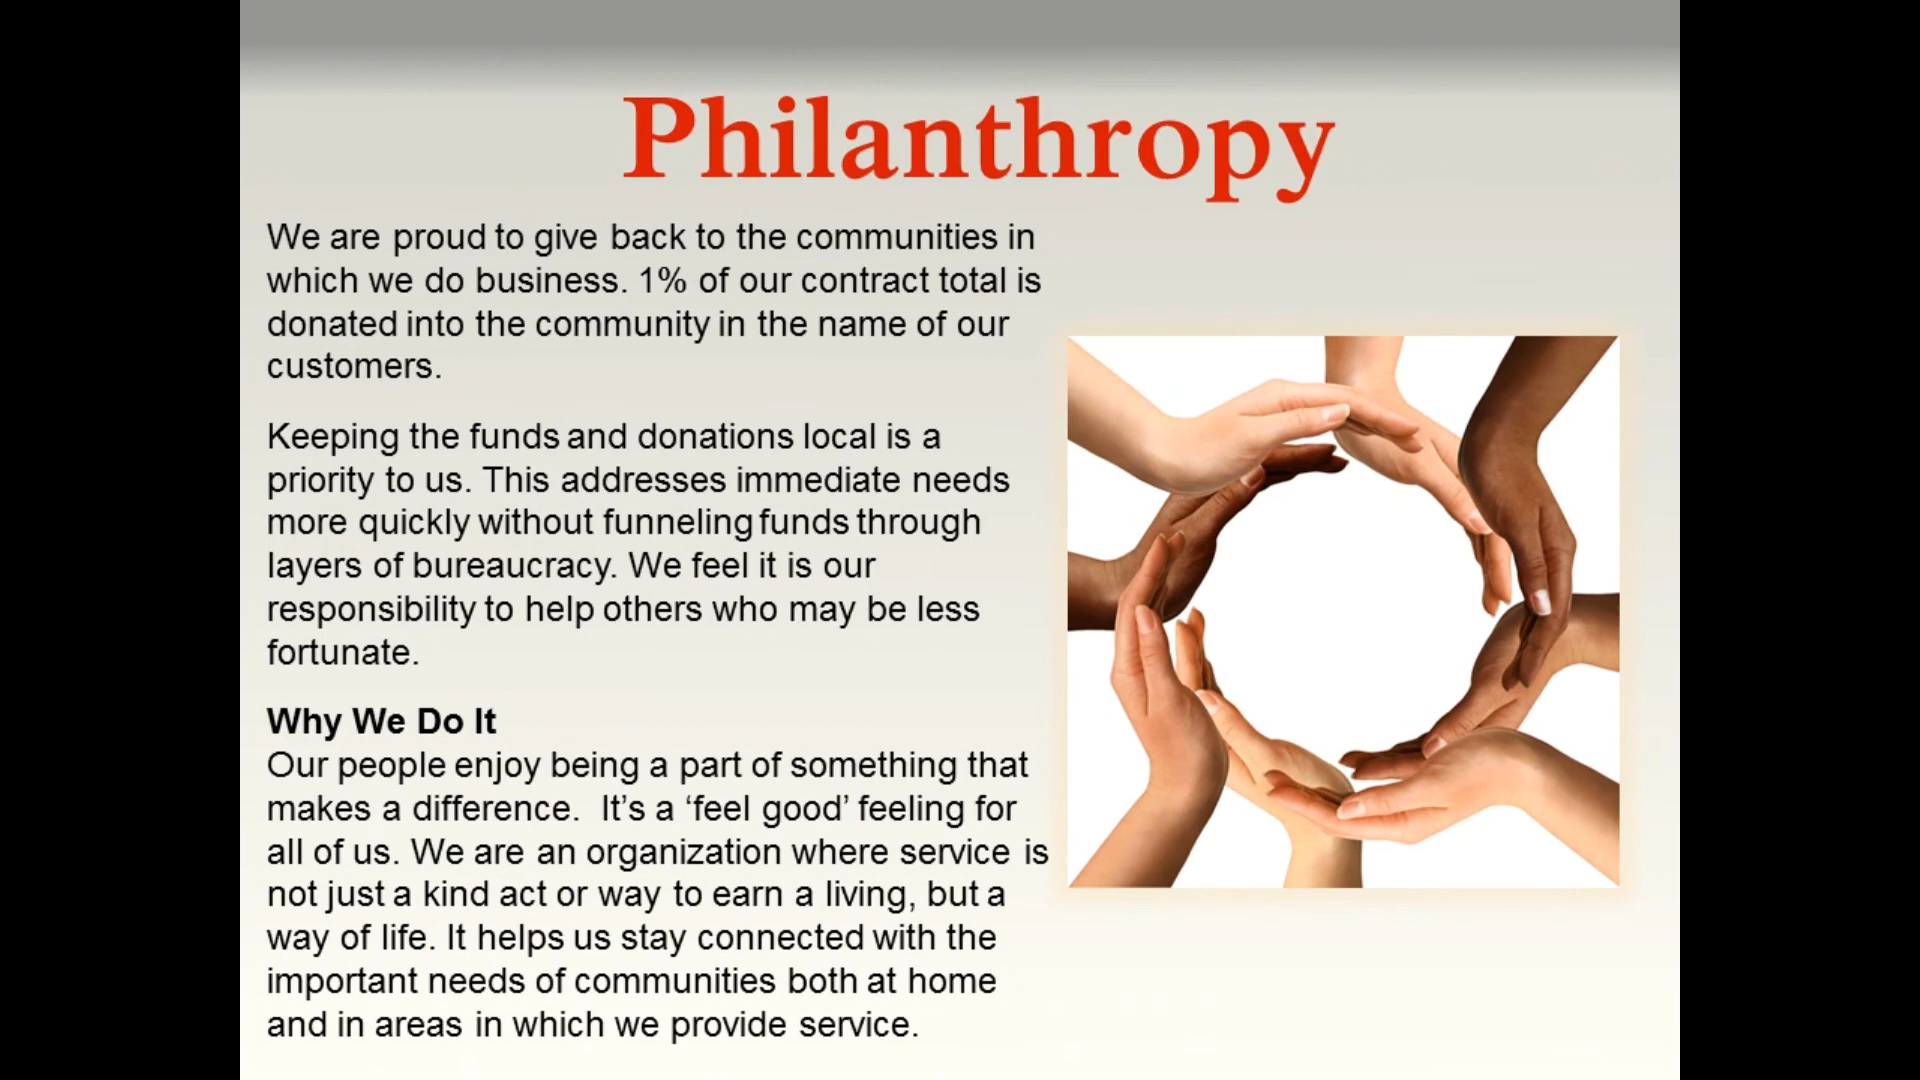 Philanthropy
We are proud to give back to the communities in
which we do business. 1% of our contract total is
donated into the community in the name of our
customers.
Keeping the funds and donations local is a
priority to us. This addresses immediate needs
more quickly without funneling funds through
layers of bureaucracy. We feel it is our
responsibility to help others who may be less
fortunate.
Why We Do It
Our people enjoy being a part of something that
makes a difference.  It’s a ‘feel good’ feeling for
all of us. We are an organization where service is
not just a kind act or way to earn a living, but a
way of life. It helps us stay connected with the
important needs of communities both at home
and in areas in which we provide service.